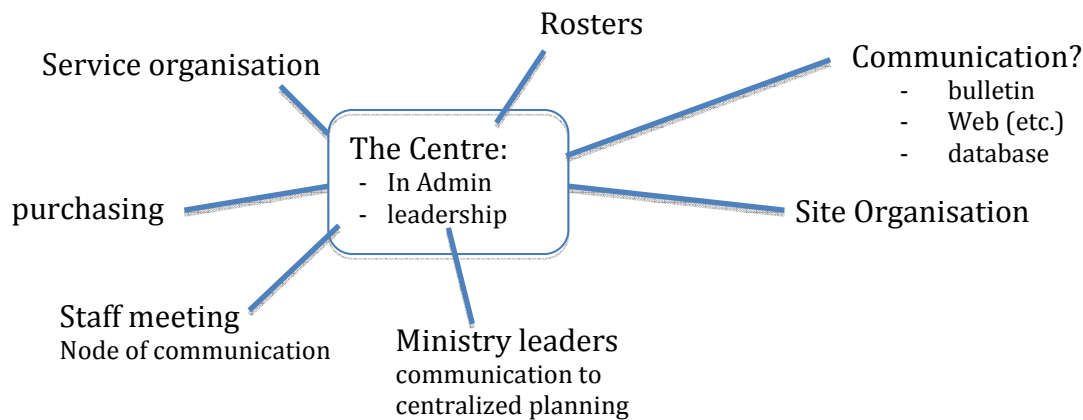 Rosters
Service organisation
Communication?
- bulletin
- Web (etc.)
- database
The Centre:
- In Admin
- leadership
purchasing
Site Organisation
Staff meeting
Node of communication
Ministry leaders
communication to
centralized planning